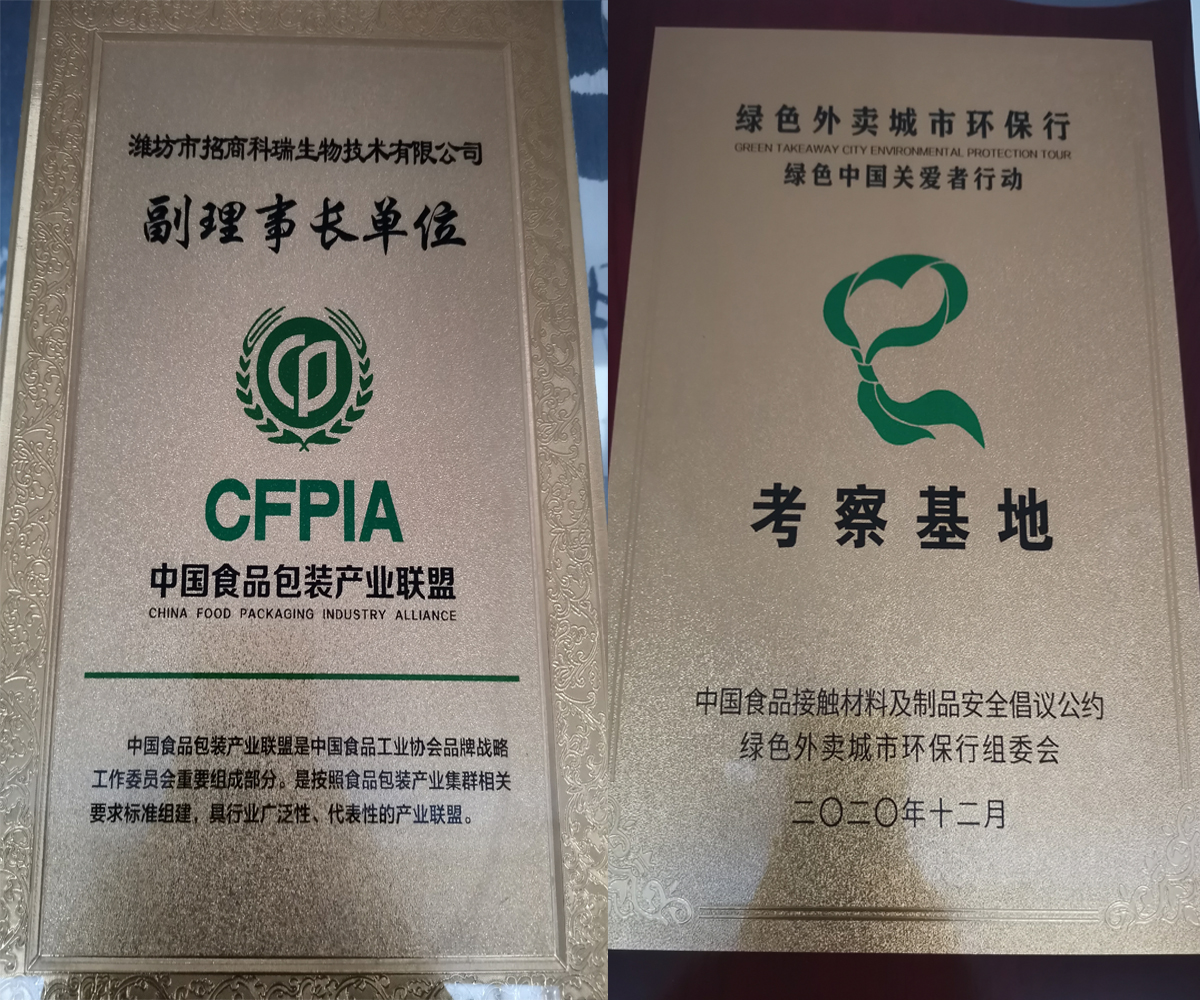 潍坊市招商科瑞生物技术有限公司
副理事长单位
CFPIA
中国食品包装产业联盟
CHINA FOOD PACKAGING INDUSTRY ALLIANCE
中国食品包装产业联盟是中国食品工业协会品牌战略
工作委员会重要组成部分。是按照食品包装产业集群相关
要求标准组建，具行业广泛性、代表性的产业联盟。
绿色外卖城市环保行
GREEN TAKEAWAY CITY ENVIRONMENTAL PROTECTION TOUR
绿色中国关爱者行动
考察基地
中国食品接触材料及制品安全倡议公约
绿色外卖城市环保行组委会
二〇二〇年十二月